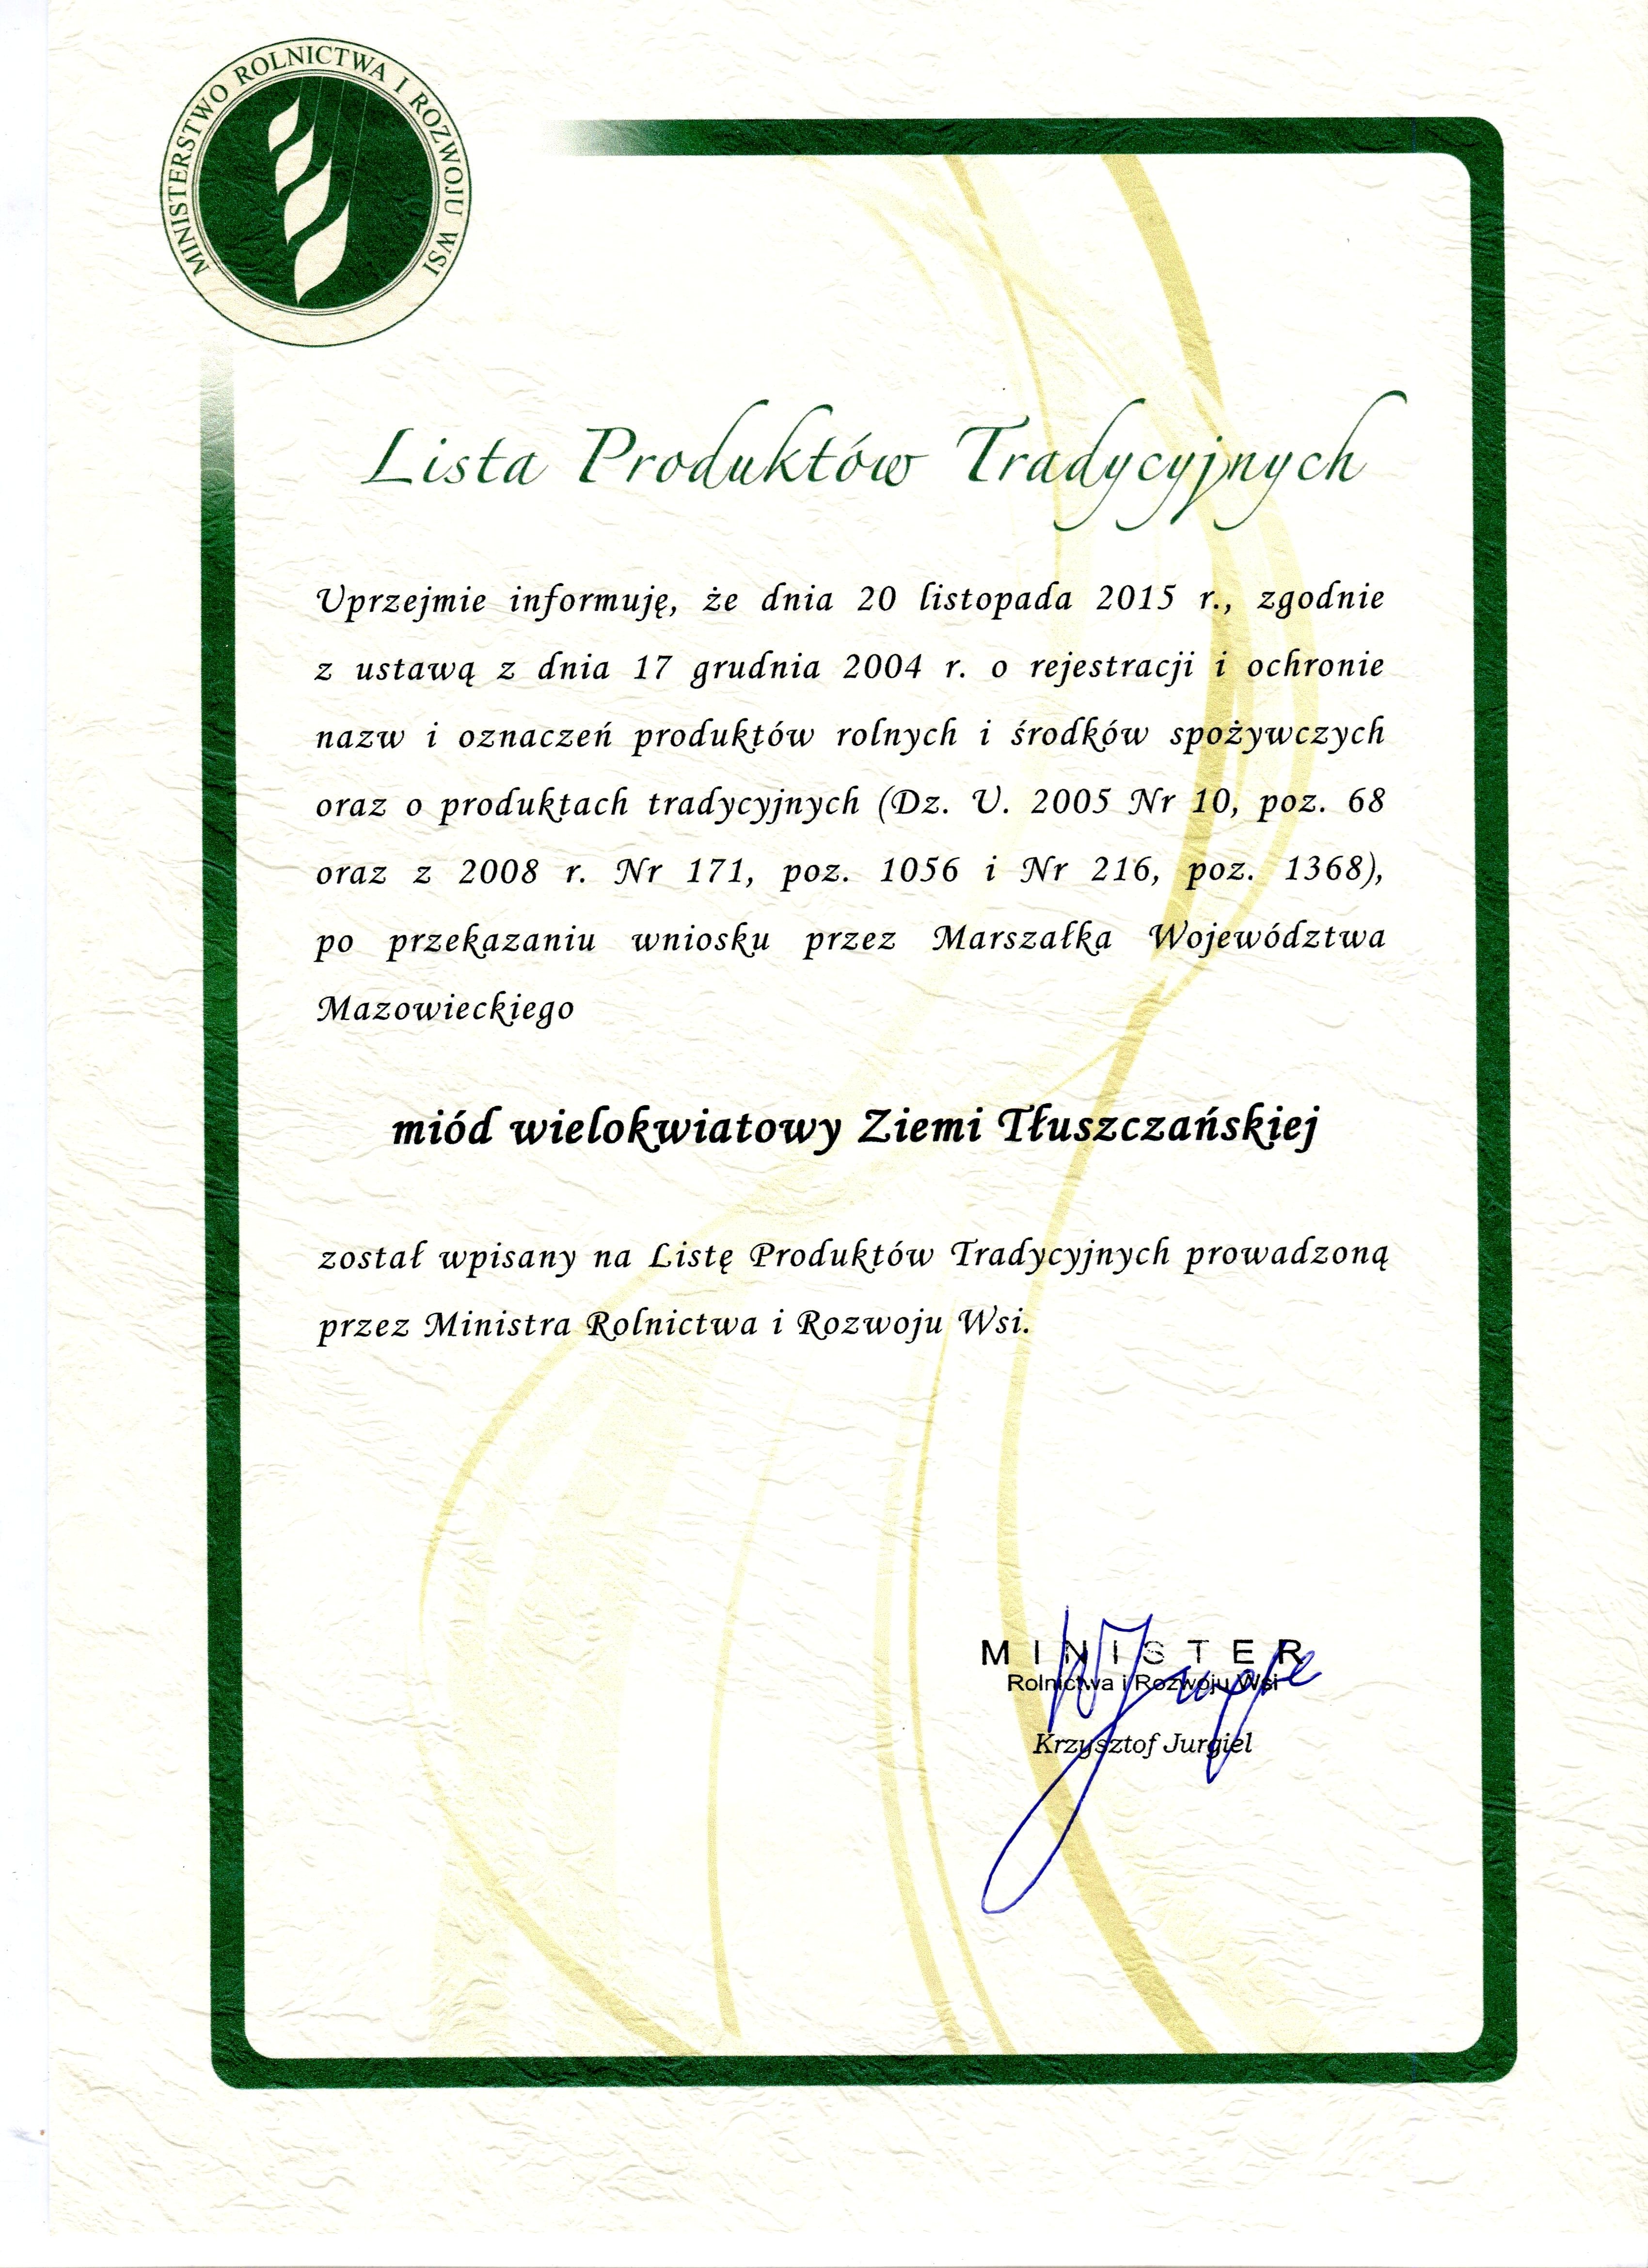 MINISTERSTWO ROLNICTWA I ROZWOJU WSI
Lista Produktów Tradycyjnych
Uprzejmie informuję, że dnia 20 listopada 2015 r., zgodnie
z ustawą z dnia 17 grudnia 2004 r. o rejestracji i ochronie
nazw i oznaczeń produktów rolnych i środków spożywczych
oraz o produktach tradycyjnych (Dz. U. 2005 Nr 10, poz. 68
oraz z 2008 r. Nr 171, poz. 1056 i Nr 216, poz. 1368),
po przekazaniu wniosku przez Marszałka Województwa
Mazowieckiego
miód wielokwiatowy Ziemi Tłuszczańskiej
został wpisany na Listę Produktów Tradycyjnych prowadzoną
przez Ministra Rolnictwa i Rozwoju Wsi.
MINISTER
Rolnictwa i Rozwoju Wsi
Krzysztof Jurgiel